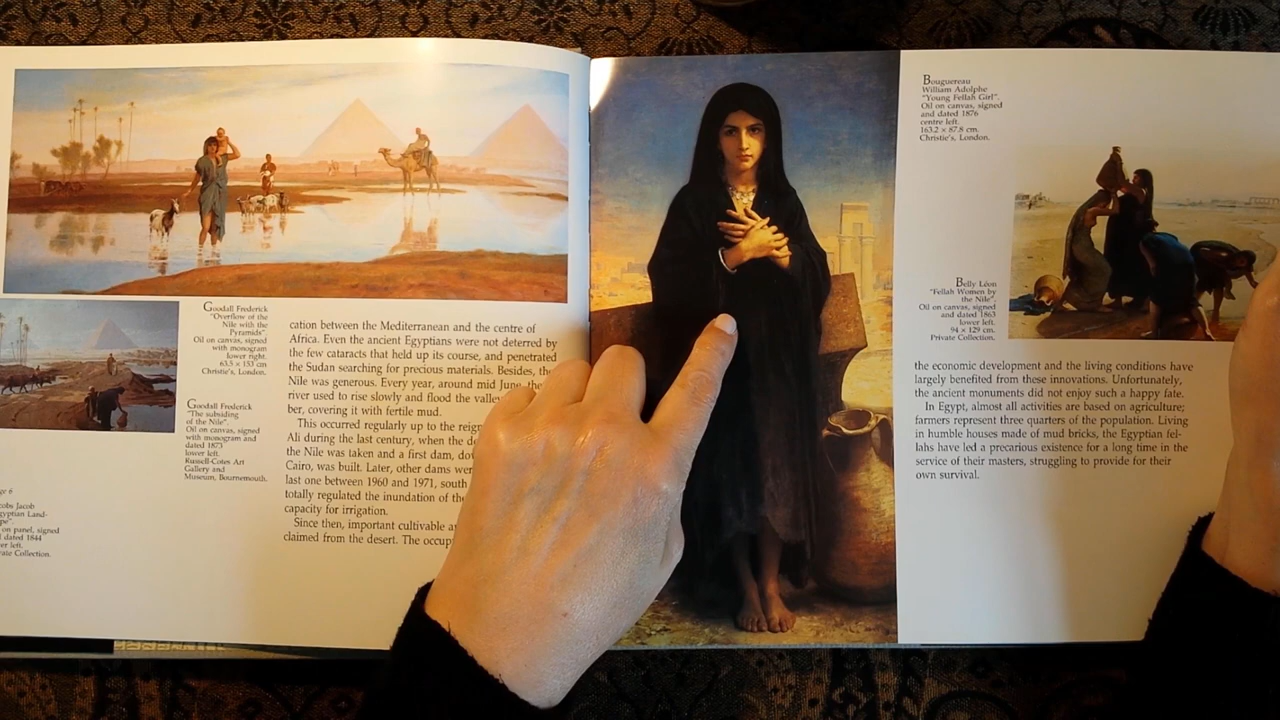 Goodall Frederick
"Overflow of the
Nile with the
Pyramids".
Oil on canvas, signed
with monogram
lower right.
63.5 × 153 cm
Christie's, London.
Goodall Frederick
"The subsiding
of the Nile".
Oil on canvas, signed
with monogram and
dated 1873
lower left.
Russell-Cotes Art
Gallery and
Museum, Bournemouth.
6
Jacob
Land-
on panel, signed
dated 1844
left.
Collection.
cation between the Mediterranean and the centre of
Africa. Even the ancient Egyptians were not deterred by
the few cataracts that held up its course, and penetrated
the Sudan searching for precious materials. Besides, the
Nile was generous. Every year, around mid June, the
river used to rise slowly and flood the
ber, covering it with fertile mud.
This occurred regularly up to the
Ali during the last century, when the
the Nile was taken and a first dam,
Cairo, was built. Later, other dams
last one between 1960 and 1971, south
totally regulated the inundation of the
capacity for irrigation.
Since then, important cultivable
claimed from the desert. The
Bouguereau
William Adolphe
"Young Fellah Girl".
Oil on canvas, signed
and dated 1876
centre left.
163.2 × 87.8 cm.
Christie's, London.
Belly Léon
"Fellah Women by
the Nile".
Oil on canvas, signed
and dated 1863
lower left.
94 × 129 cm.
Private Collection.
the economic development and the living conditions have
largely benefited from these innovations. Unfortunately,
the ancient monuments did not enjoy such a happy fate.
In Egypt, almost all activities are based on agriculture;
farmers represent three quarters of the population. Living
in humble houses made of mud bricks, the Egyptian fel-
lahs have led a precarious existence for a long time in the
service of their masters, struggling to provide for their
own survival.